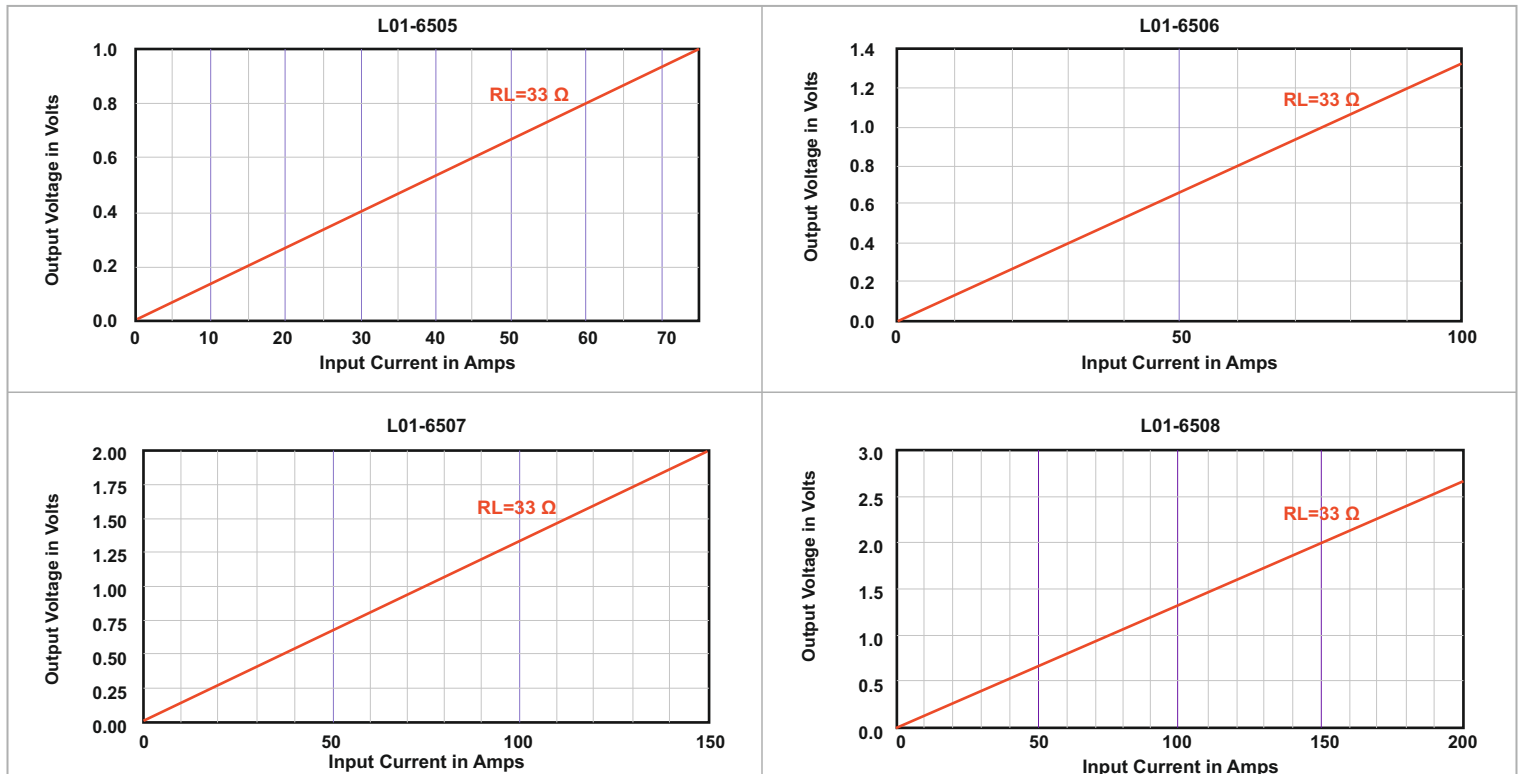 L01-6505
1.0
0.8
0.6
0.4
0.2
0.0
Output Voltage in Volts
RL=33 Ω
0 10 20 30 40 50 60 70
Input Current in Amps
L01-6506
1.4
1.2
1.0
0.8
0.6
0.4
0.2
0.0
Output Voltage in Volts
RL=33 Ω
0 50 100
Input Current in Amps
L01-6507
2.00
1.75
1.50
1.25
1.00
0.75
0.50
0.25
0.00
Output Voltage in Volts
RL=33 Ω
0 50 100 150
Input Current in Amps
L01-6508
3.0
2.5
2.0
1.5
1.0
0.5
0.0
Output Voltage in Volts
RL=33 Ω
0 50 100 150 200
Input Current in Amps